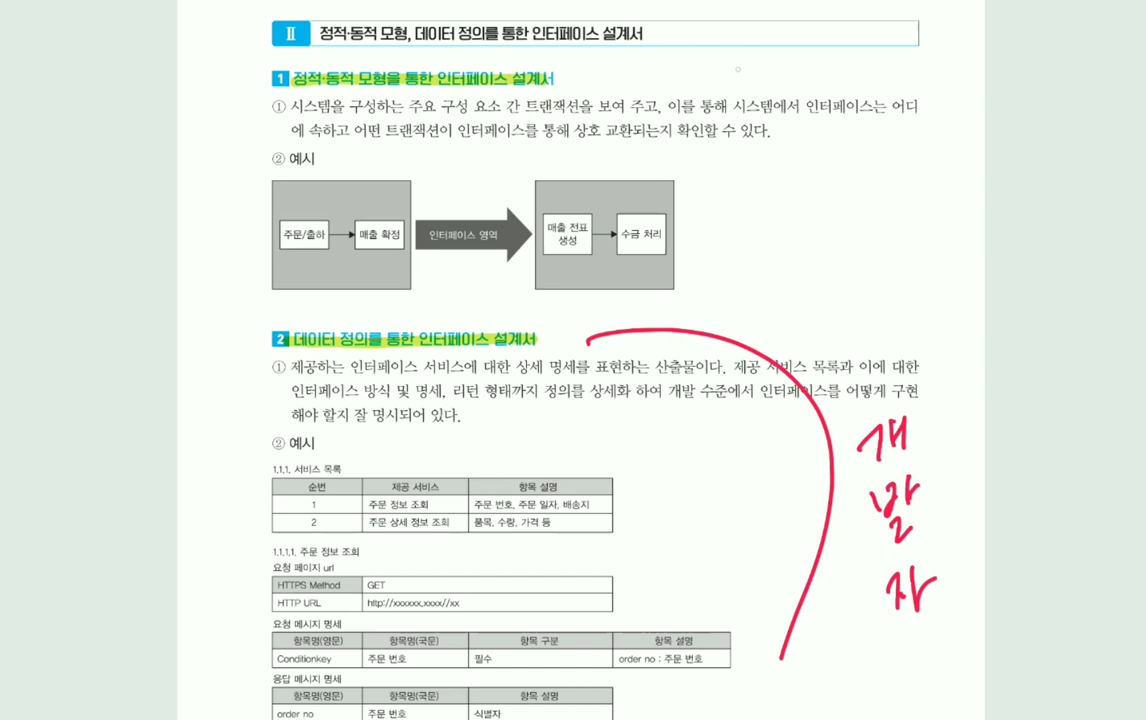 Ⅱ 정적·동적 모형, 데이터 정의를 통한 인터페이스 설계서
1 정적·동적 모형을 통한 인터페이스 설계서
① 시스템을 구성하는 주요 구성 요소 간 트랜잭션을 보여 주고, 이를 통해 시스템에서 인터페이스는 어디
에 속하고 어떤 트랜잭션이 인터페이스를 통해 상호 교환되는지 확인할 수 있다.
② 예시
주문/출하 매출 확정 인터페이스 영역 매출 전표 수금 처리
생성
2 데이터 정의를 통한 인터페이스 설계서
① 제공하는 인터페이스 서비스에 대한 상세 명세를 표현하는 산출물이다. 제공 서비스 목록과 이에 대한
인터페이스 방식 및 명세, 리턴 형태까지 정의를 상세화 하여 개발 수준에서 인터페이스를 어떻게 구현
해야 할지 잘 명시되어 있다.
개
발
자
② 예시
1.1.1. 서비스 목록
순번 제공 서비스 항목 설명
1 주문 정보 조회 주문 번호, 주문 일자, 배송지
2 주문 상세 정보 조회 품목, 수량, 가격 등
1.1.1.1. 주문 정보 조회
요청 페이지 url
HTTPS Method GET
HTTP URL http://xxxxxx.xxxx//xx
요청 메시지 명세
항목명(영문) 항목명(국문) 항목 구분 항목 설명
Conditionkey 주문 번호 필수 order no : 주문 번호
응답 메시지 명세
항목명(영문) 항목명(국문) 항목 설명
order no 주문 번호 식별자